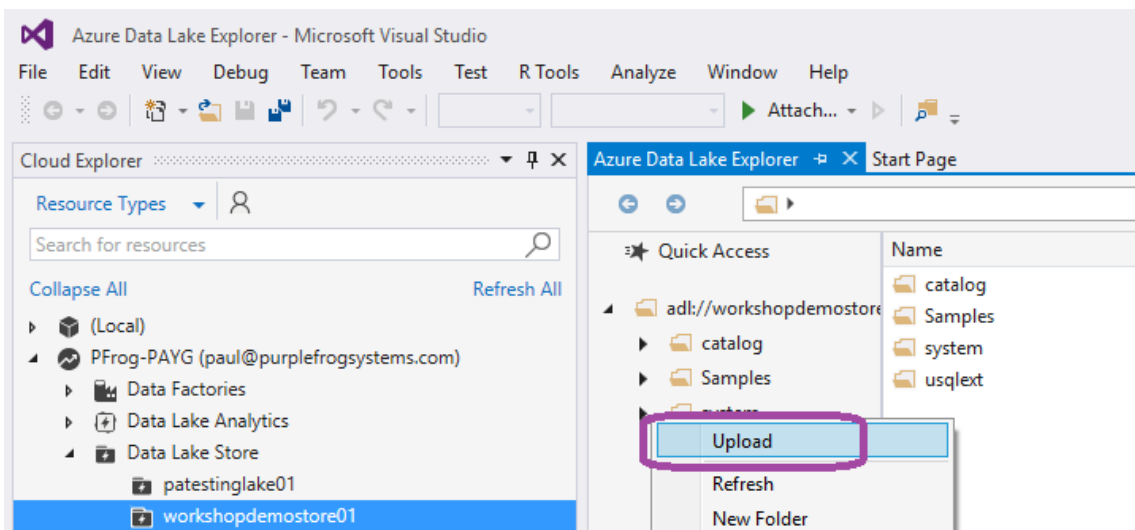 Azure Data Lake Explorer - Microsoft Visual Studio
File Edit View Debug Team Tools Test R Tools Analyze Window Help
Attach...
Cloud Explorer
Resource Types
Search for resources
Collapse All Refresh All
(Local)
PFrog-PAYG (paul@purplefrogsystems.com)
Data Factories
Data Lake Analytics
Data Lake Store
patestinglake01
workshopdemostore01
Azure Data Lake Explorer Start Page
Quick Access
adl://workshopdemostore
catalog
Samples
system
Name
catalog
Samples
system
usqlext
Upload
Refresh
New Folder